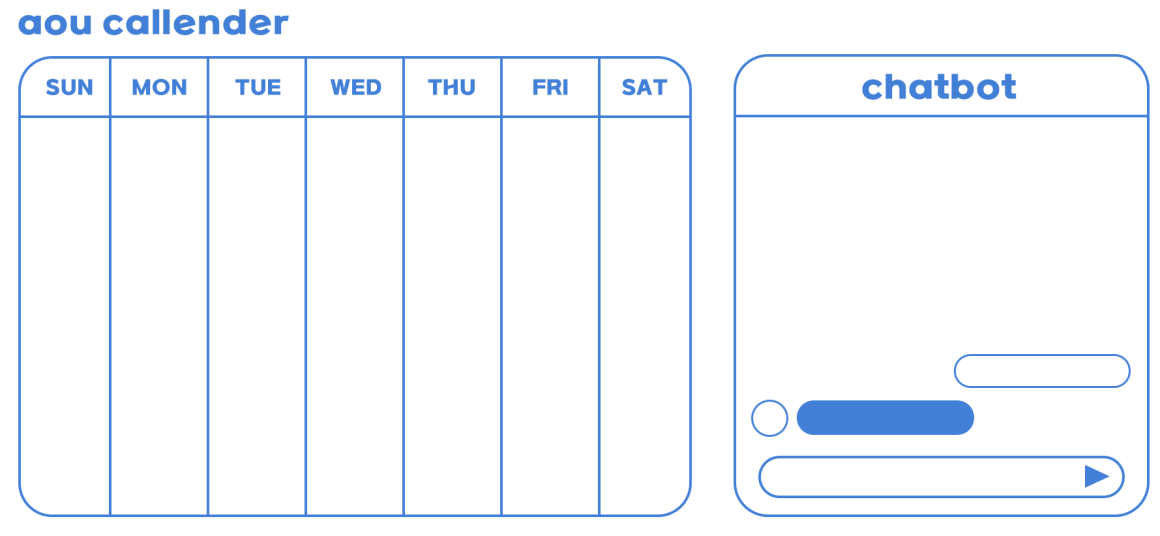 aou callender
SUN MON TUE WED THU FRI SAT
chatbot